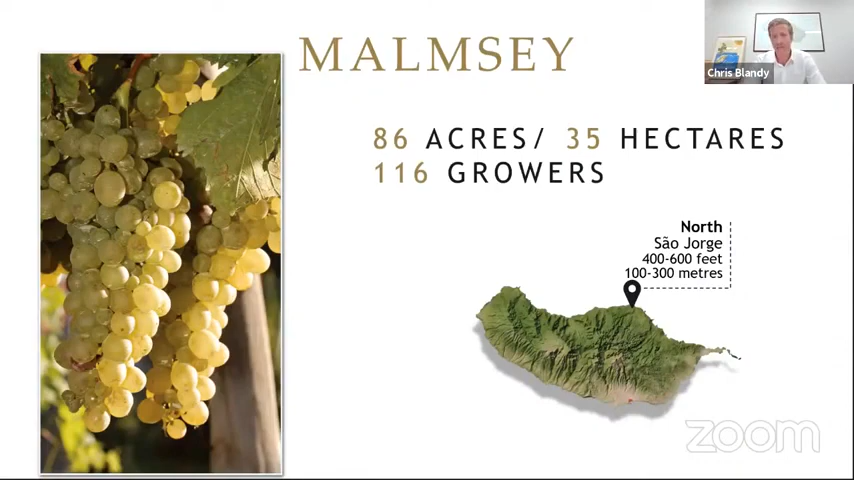 MALMSEY
Chris Blandy
86 ACRES/ 35 HECTARES
116 GROWERS
North
São Jorge
400-600 feet
100-300 metres
zoom